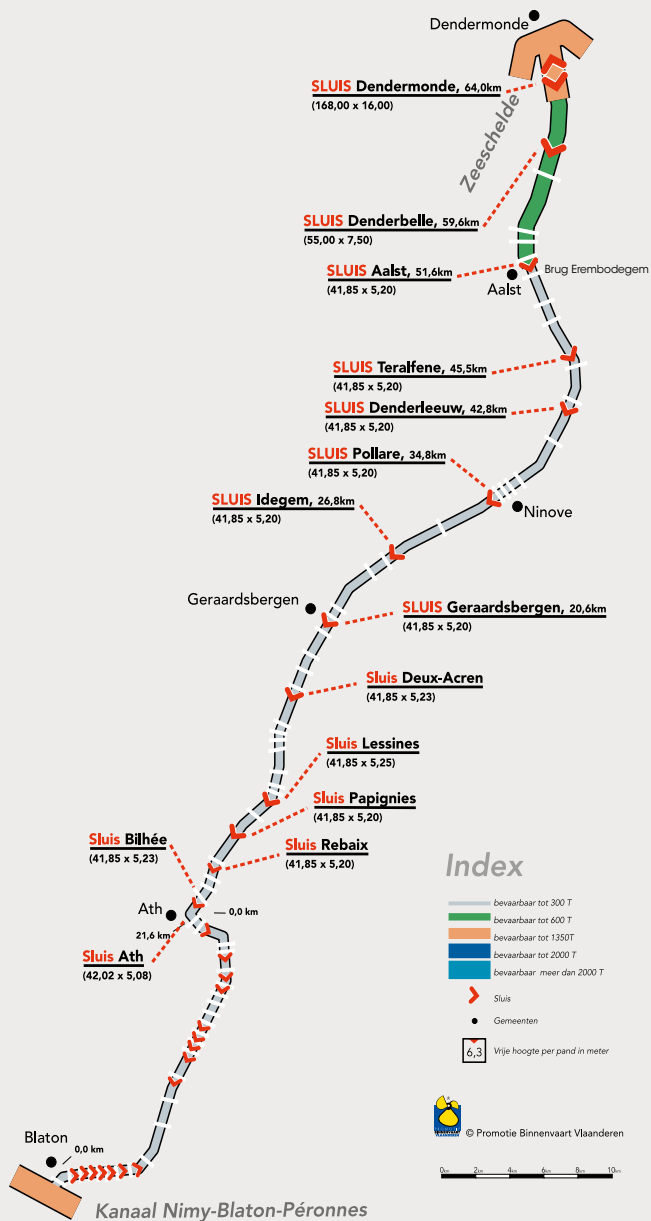 Dendermonde
SLUIS Dendermonde, 64,0km
(168,00 x 16,00)
Zeeschelde
SLUIS Denderbelle, 59,6km
(55,00 x 7,50)
SLUIS Aalst, 51,6km
(41,85 x 5,20)
Brug Erembodegem
Aalst
SLUIS Teralfene, 45,5km
(41,85 x 5,20)
SLUIS Denderleeuw, 42,8km
(41,85 x 5,20)
SLUIS Pollare, 34,8km
(41,85 x 5,20)
SLUIS Idegem, 26,8km
(41,85 x 5,20)
Ninove
Geraardsbergen
SLUIS Geraardsbergen, 20,6km
(41,85 x 5,20)
Sluis Deux-Acren
(41,85 x 5,23)
Sluis Lessines
(41,85 x 5,25)
Sluis Papignies
(41,85 x 5,20)
Sluis Bilhée
(41,85 x 5,23)
Sluis Rebaix
(41,85 x 5,20)
Ath
0,0 km
21,6 km
Sluis Ath
(42,02 x 5,08)
Index
bevaarbaar tot 300 T
bevaarbaar tot 600 T
bevaarbaar tot 1350T
bevaarbaar tot 2000 T
bevaarbaar meer dan 2000 T
Sluis
Gemeenten
6,3 Vrije hoogte per pand in meter
© Promotie Binnenvaart Vlaanderen
0km 2km 4km 6km 8km 10km
Blaton
0,0 km
Kanaal Nimy-Blaton-Péronnes